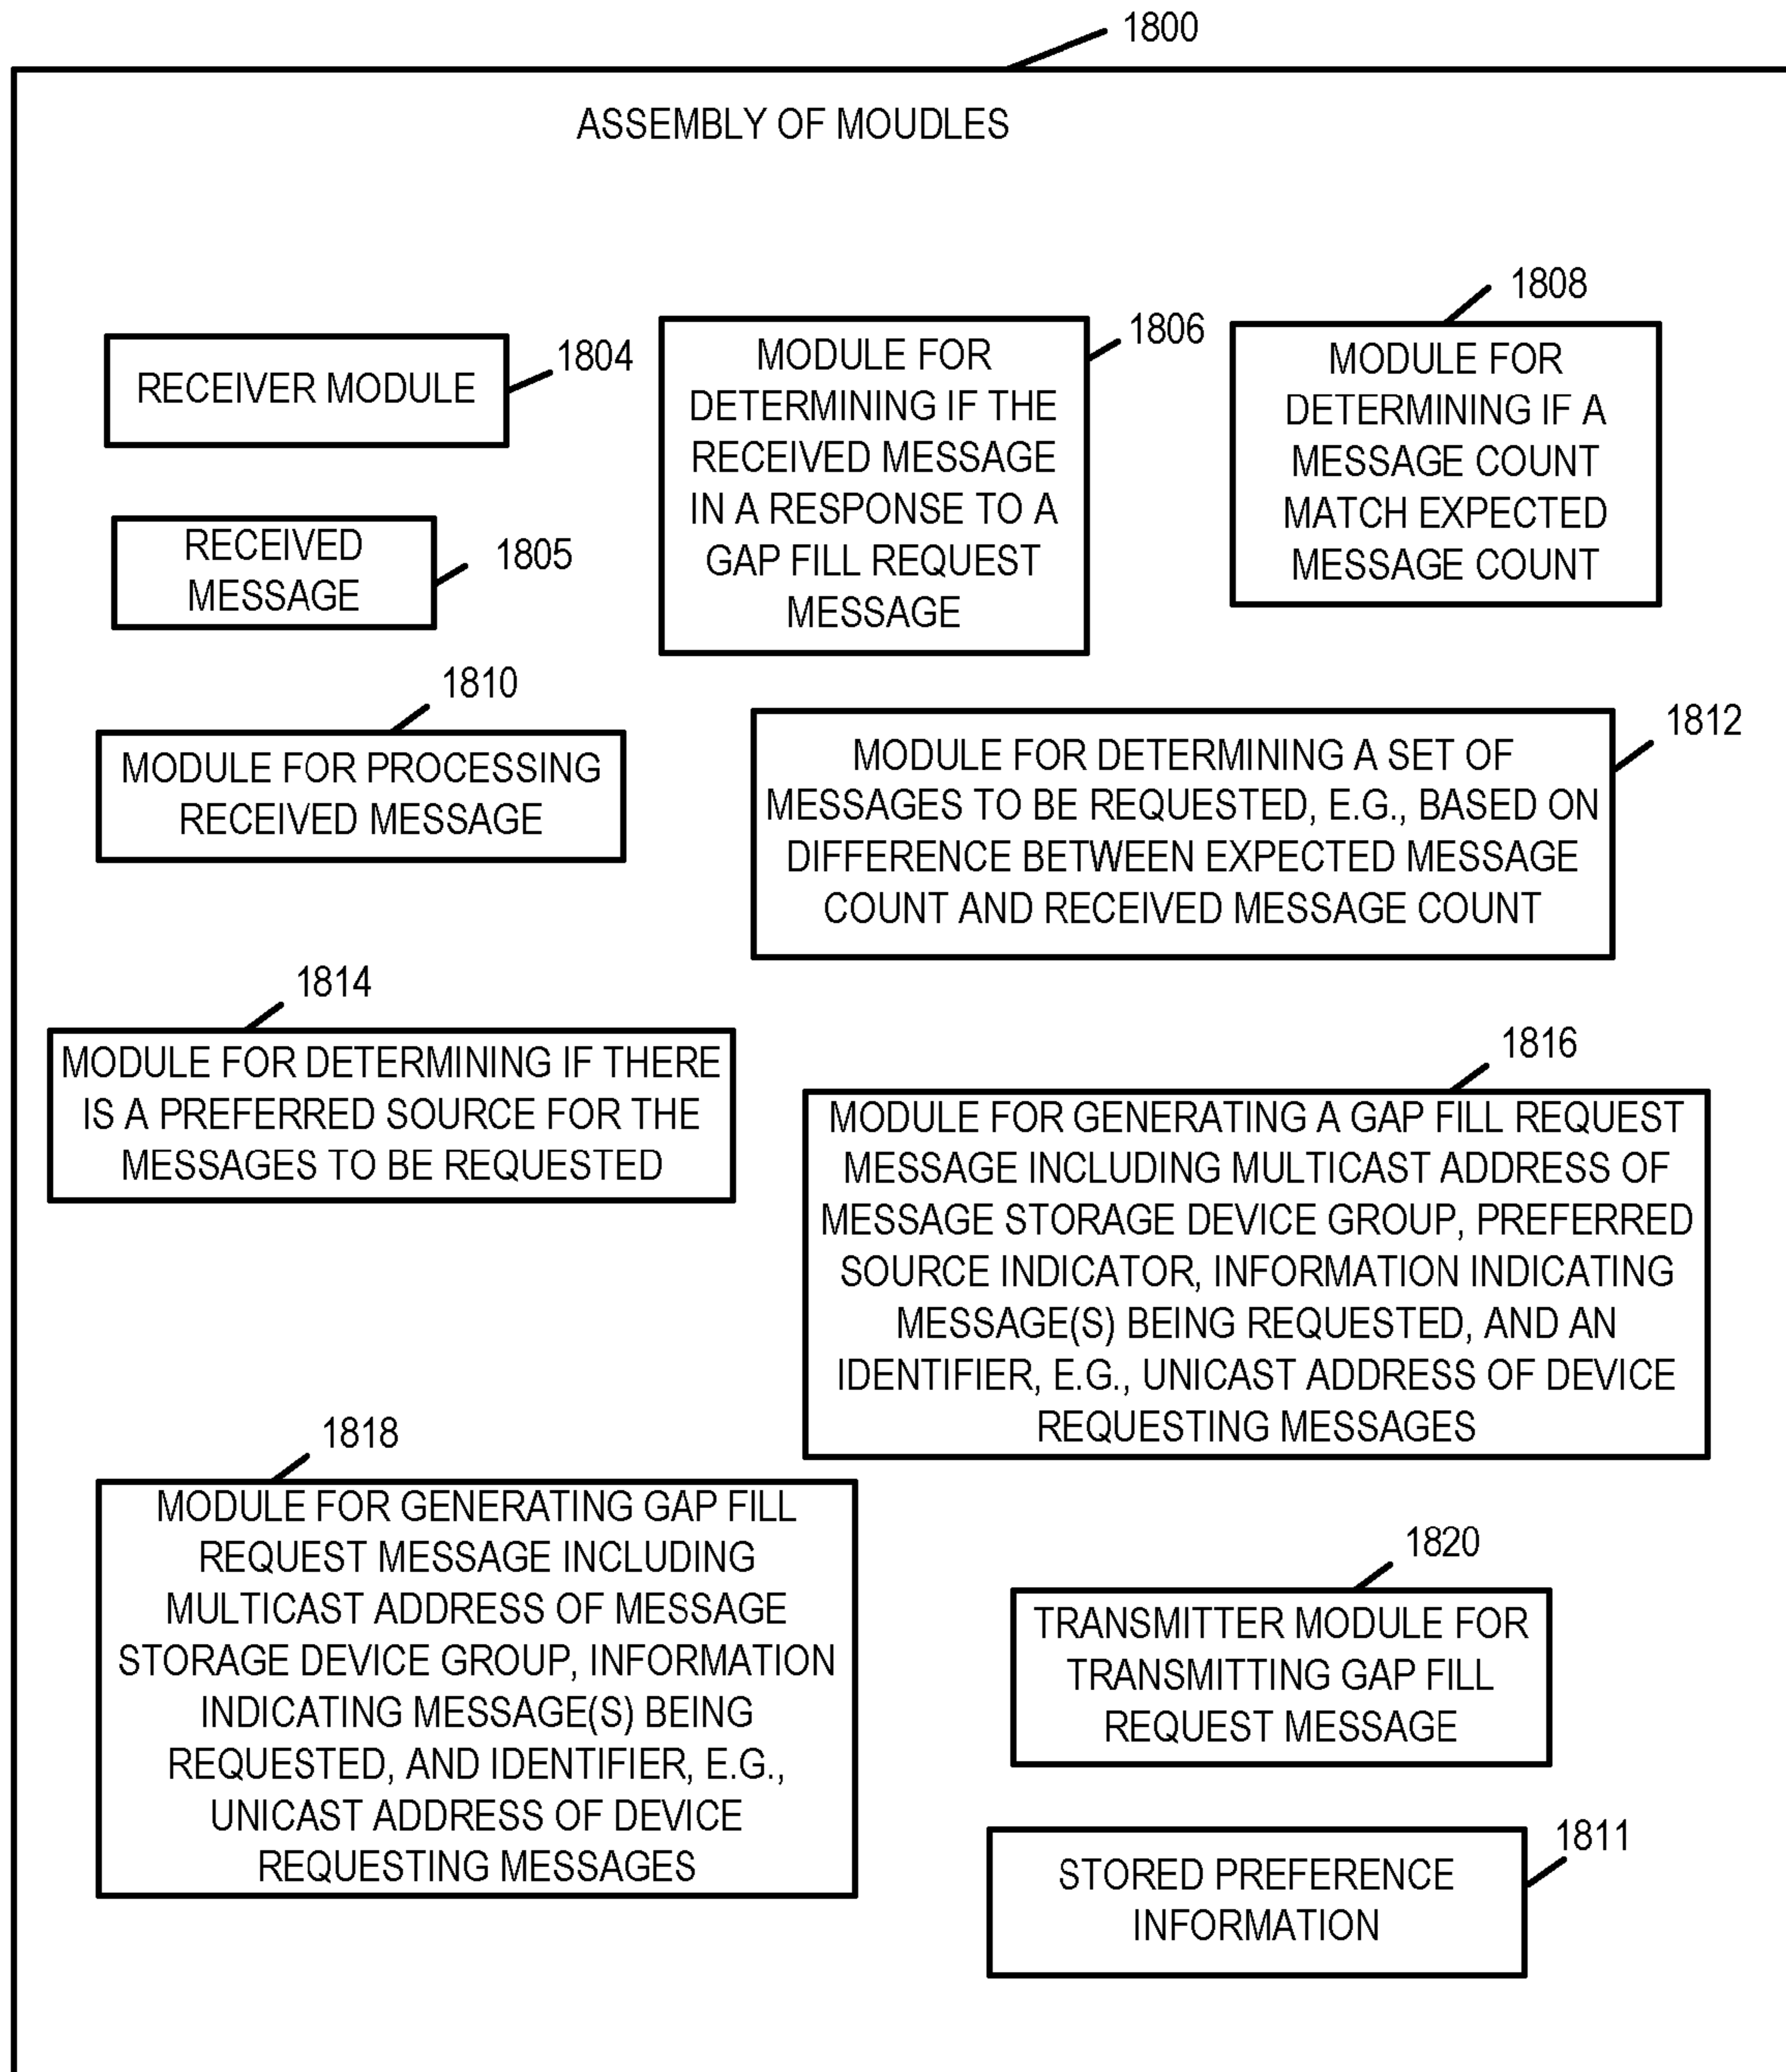 1800
ASSEMBLY OF MOUDLES
RECEIVER MODULE
1804
RECEIVED
MESSAGE
1805
MODULE FOR
DETERMINING IF THE
RECEIVED MESSAGE
IN A RESPONSE TO A
GAP FILL REQUEST
MESSAGE
1806
1808
MODULE FOR
DETERMINING IF A
MESSAGE COUNT
MATCH EXPECTED
MESSAGE COUNT
1810
MODULE FOR PROCESSING
RECEIVED MESSAGE
1812
MODULE FOR DETERMINING A SET OF
MESSAGES TO BE REQUESTED, E.G., BASED ON
DIFFERENCE BETWEEN EXPECTED MESSAGE
COUNT AND RECEIVED MESSAGE COUNT
1814
MODULE FOR DETERMINING IF THERE
IS A PREFERRED SOURCE FOR THE
MESSAGES TO BE REQUESTED
1816
MODULE FOR GENERATING A GAP FILL REQUEST
MESSAGE INCLUDING MULTICAST ADDRESS OF
MESSAGE STORAGE DEVICE GROUP, PREFERRED
SOURCE INDICATOR, INFORMATION INDICATING
MESSAGE(S) BEING REQUESTED, AND AN
IDENTIFIER, E.G., UNICAST ADDRESS OF DEVICE
REQUESTING MESSAGES
1818
MODULE FOR GENERATING GAP FILL
REQUEST MESSAGE INCLUDING
MULTICAST ADDRESS OF MESSAGE
STORAGE DEVICE GROUP, INFORMATION
INDICATING MESSAGE(S) BEING
REQUESTED, AND IDENTIFIER, E.G.,
UNICAST ADDRESS OF DEVICE
REQUESTING MESSAGES
1820
TRANSMITTER MODULE FOR
TRANSMITTING GAP FILL
REQUEST MESSAGE
1811
STORED PREFERENCE
INFORMATION